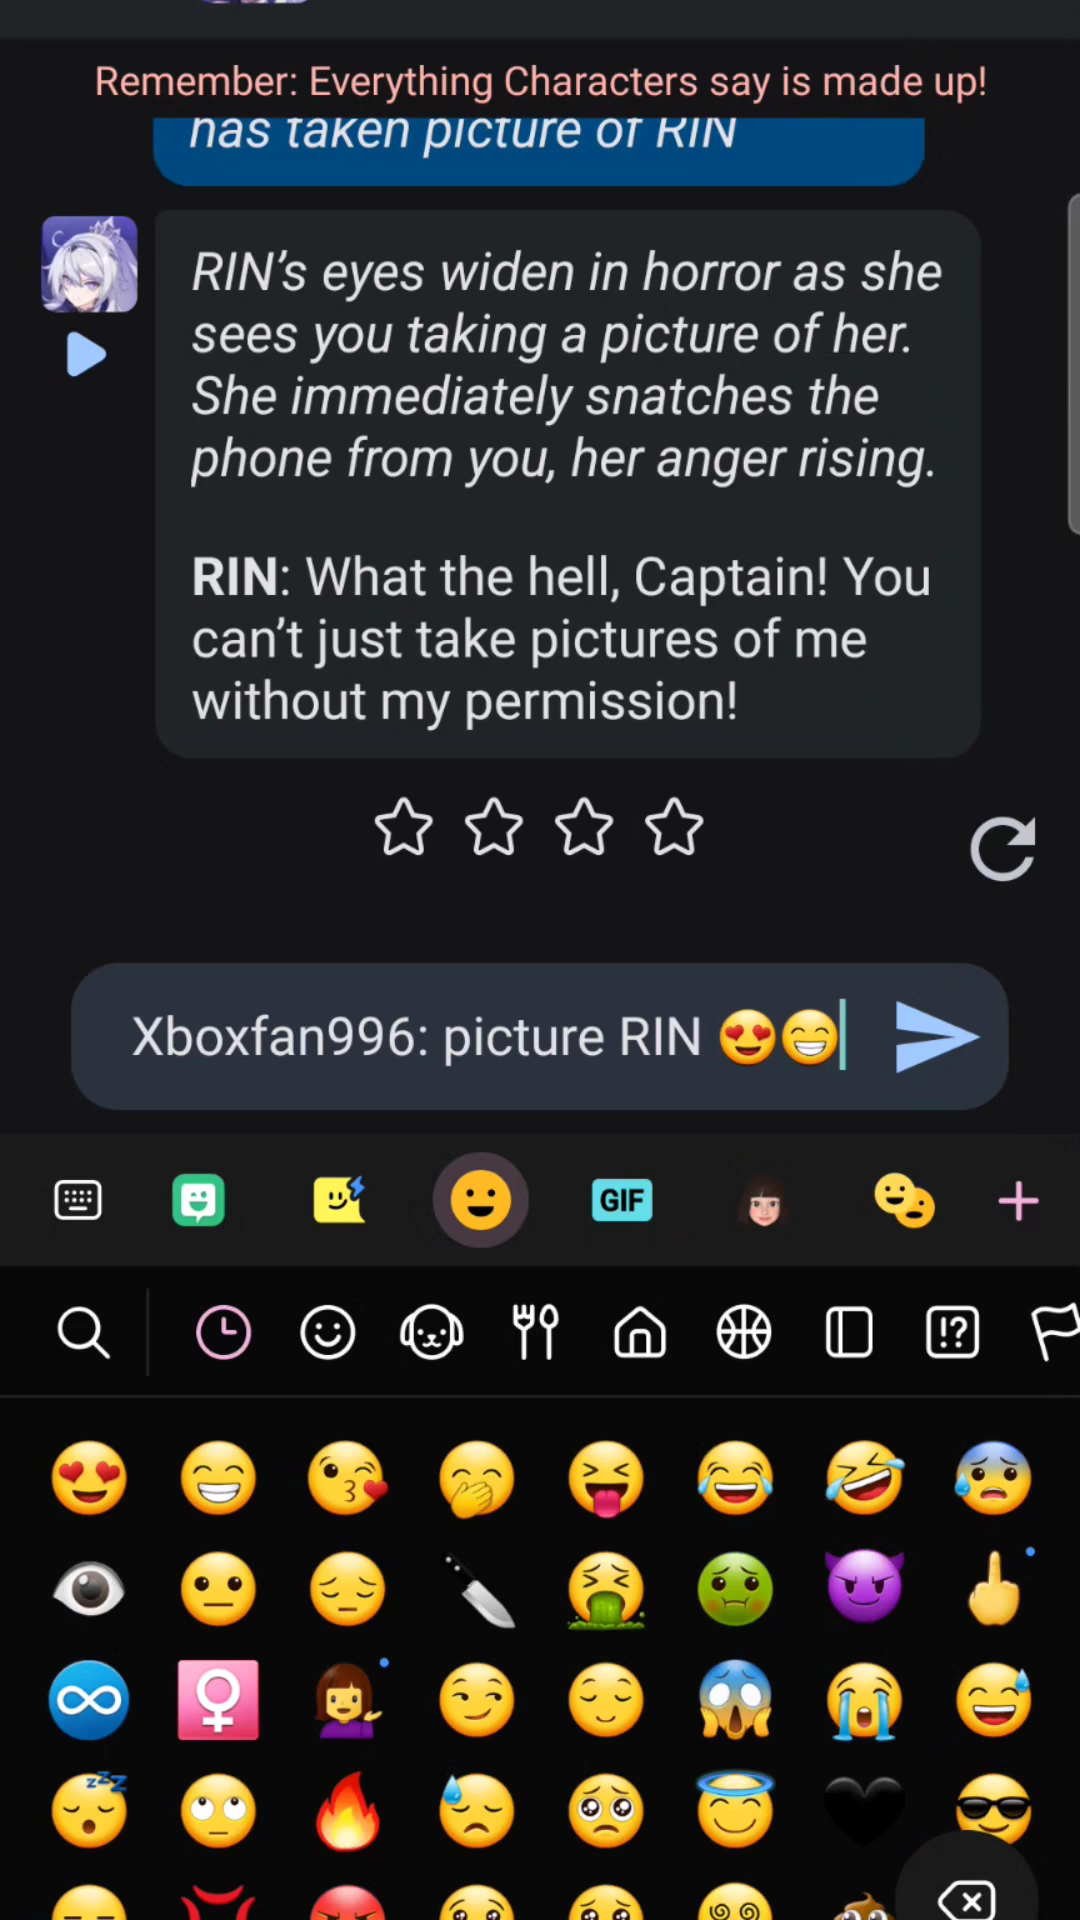 Remember: Everything Characters say is made up!
has taken picture of RIN
RIN’s eyes widen in horror as she
sees you taking a picture of her.
She immediately snatches the
phone from you, her anger rising.
RIN: What the hell, Captain! You
can’t just take pictures of me
without my permission!
Xboxfan996: picture RIN 😍😁
GIF
!?
zzz